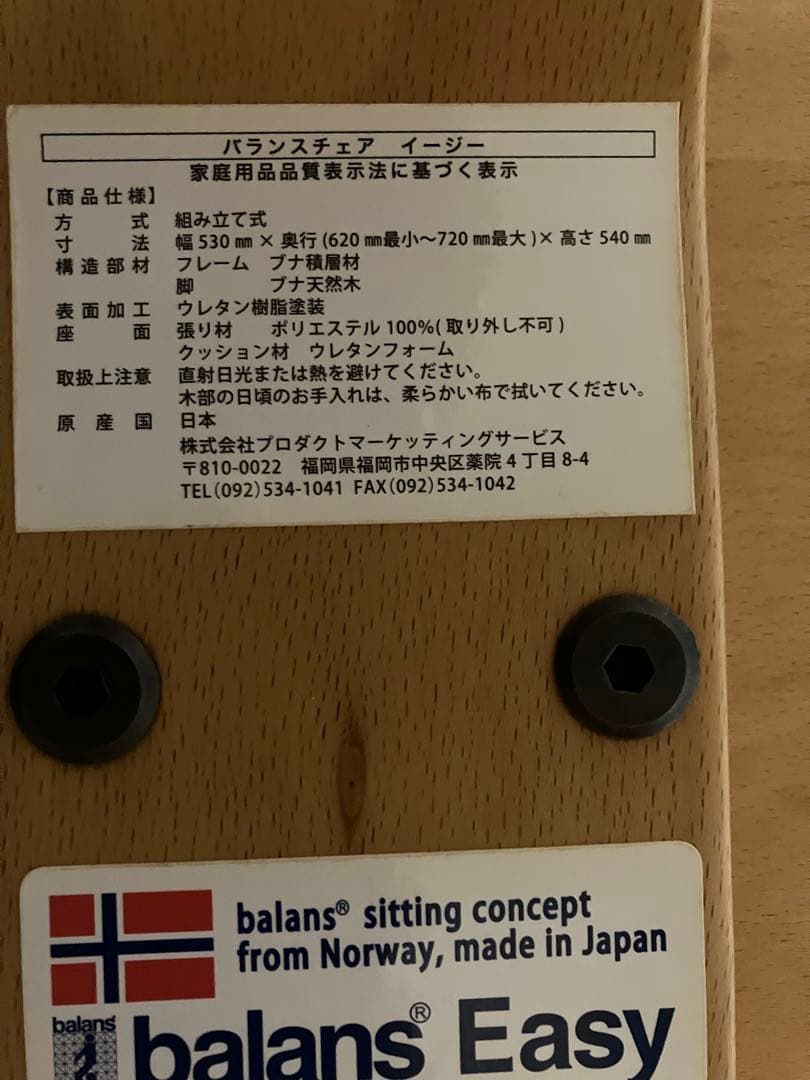 バランスチェア　イージー
家庭用品品質表示法に基づく表示
【商品仕様】
方　　式　組み立て式
寸　　法　幅 530 ㎜ × 奥行 (620 ㎜最小～720 ㎜最大 )× 高さ 540 ㎜
構造部材　フレーム　ブナ積層材
脚　　　ブナ天然木
表面加工　ウレタン樹脂塗装
座　　面　張り材　　ポリエステル 100%( 取り外し不可 )
クッション材　ウレタンフォーム
取扱上注意　直射日光または熱を避けてください。
木部の日頃のお手入れは、柔らかい布で拭いてください。
原 産 国　日本
株式会社プロダクトマーケッティングサービス
〒810-0022　福岡県福岡市中央区薬院 4 丁目 8-4
TEL(092)534-1041 FAX(092)534-1042
balans® sitting concept
from Norway, made in Japan
balans
balans® Easy